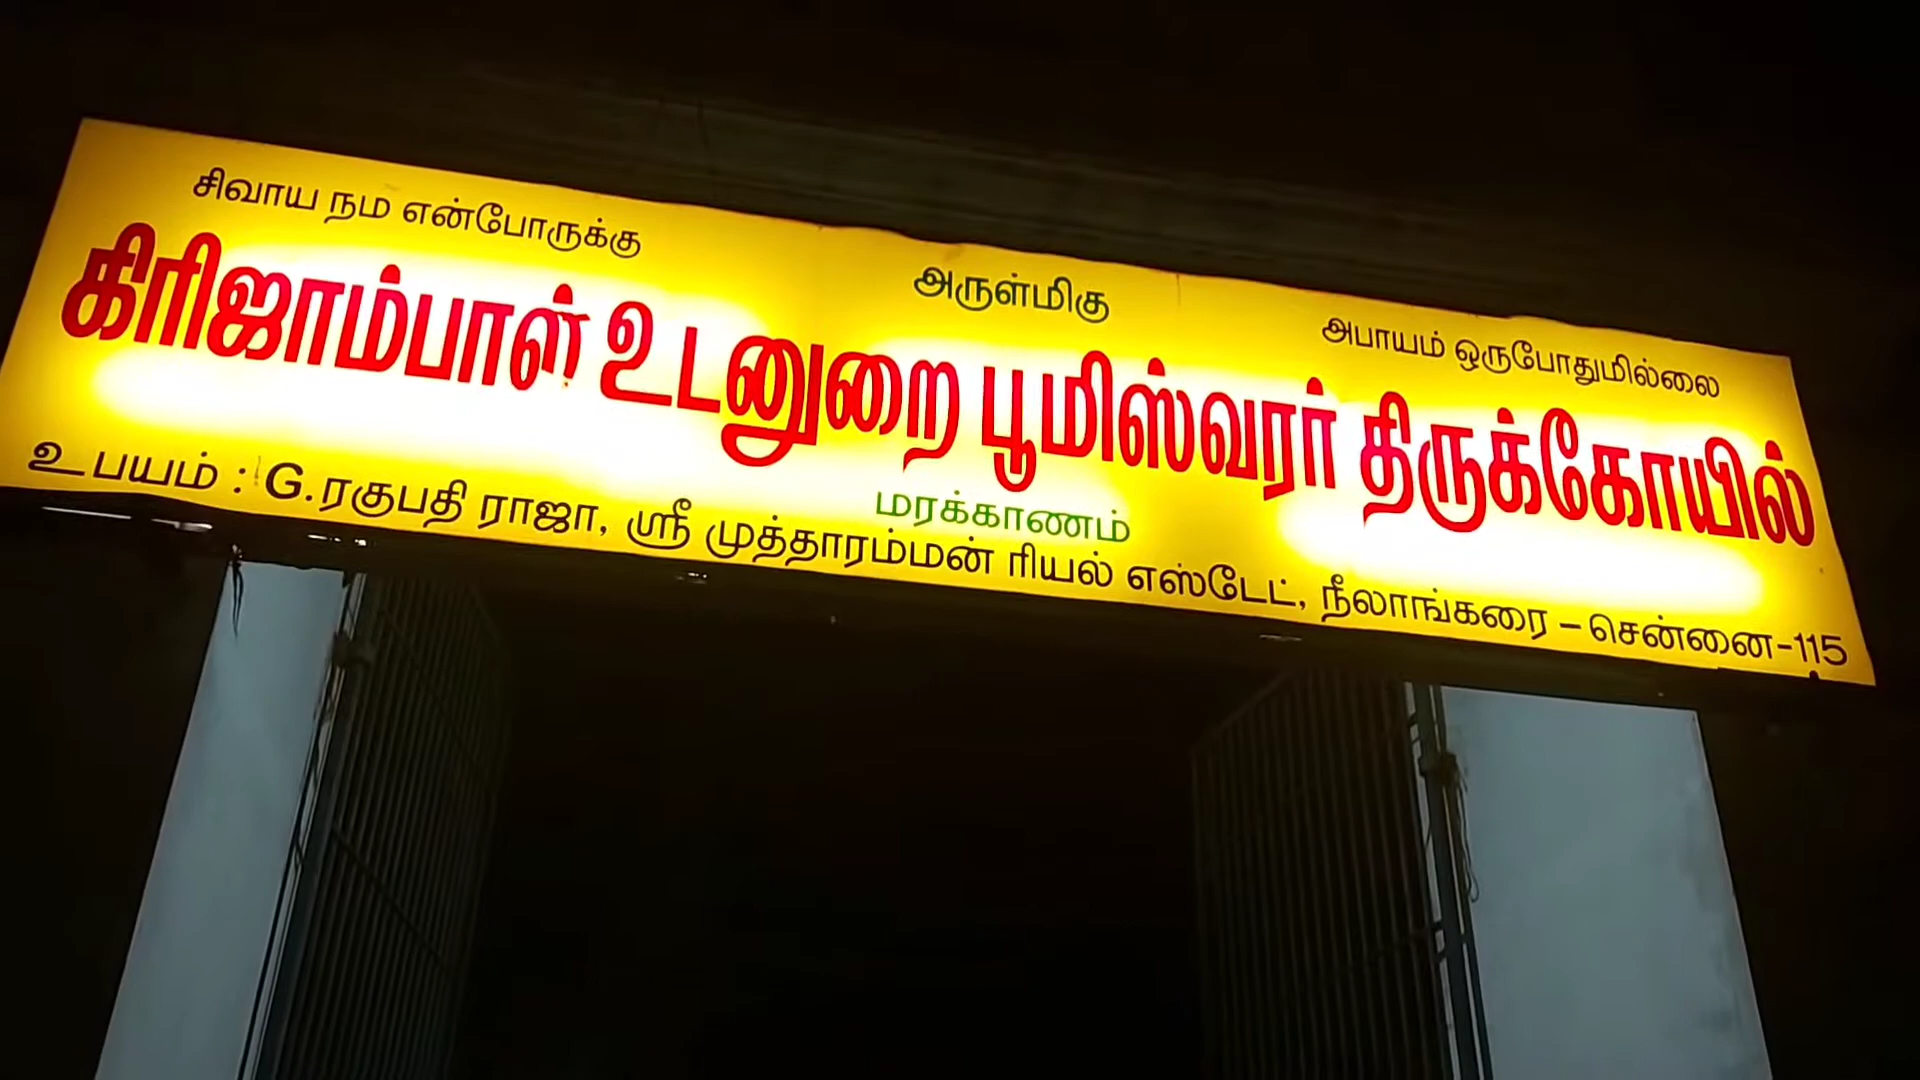 சிவாய நம என்போருக்கு அருள்மிகு அபாயம் ஒருபோதுமில்லை
கிரிஜாம்பாள் உடனுறை பூமிஸ்வரர் திருக்கோயில்
மரக்காணம்
உபயம் : G.ரகுபதி ராஜா, ஸ்ரீ முத்தாரம்மன் ரியல் எஸ்டேட், நீலாங்கரை – சென்னை-115